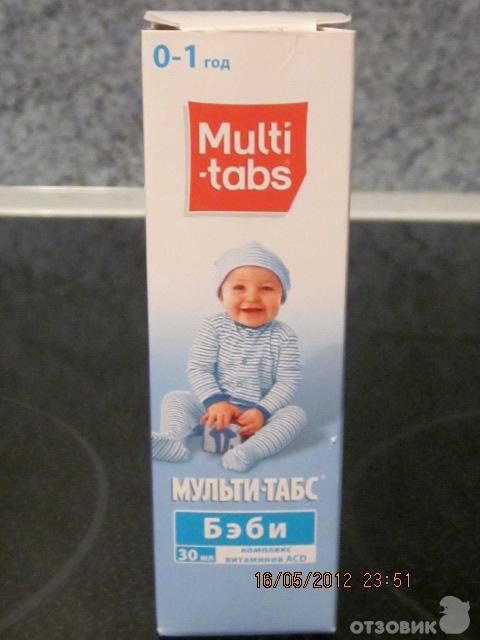 0-1 год
Multi
-tabs®
МУЛЬТИ-ТАБС®
Бэби
30 мл
комплекс
витаминов ACD
16/05/2012 23:51
ОТЗОВИК